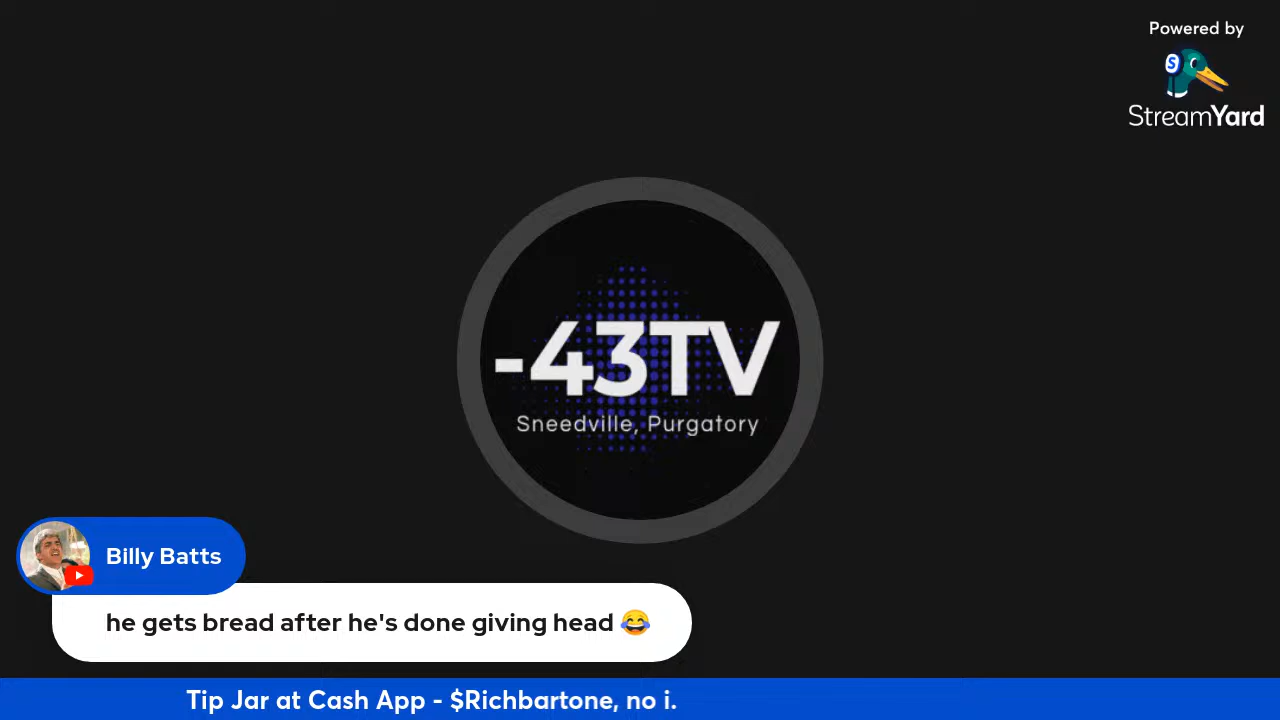 Powered by
S
StreamYard
-43TV
Sneedville, Purgatory
Billy Batts
he gets bread after he's done giving head 😂
Tip Jar at Cash App - $Richbartone, no i.